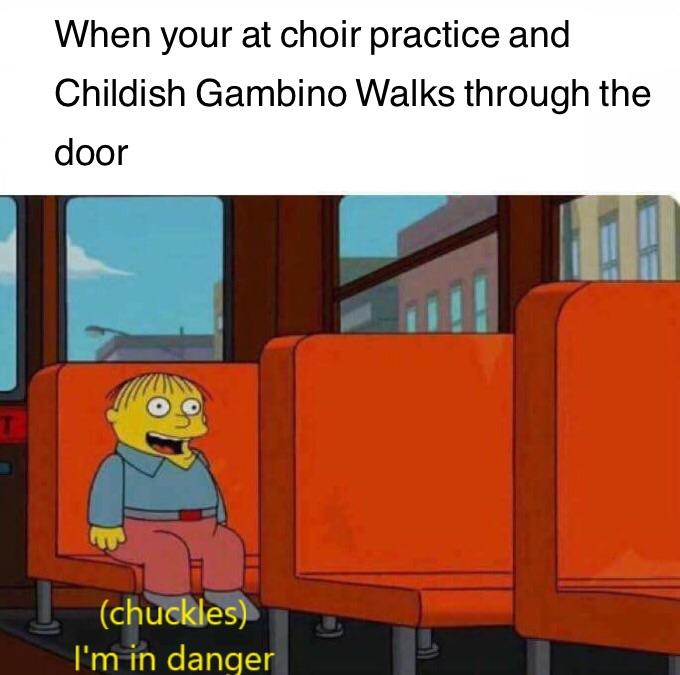 When your at choir practice and
Childish Gambino Walks through the
door
T
(chuckles)
I'm in danger